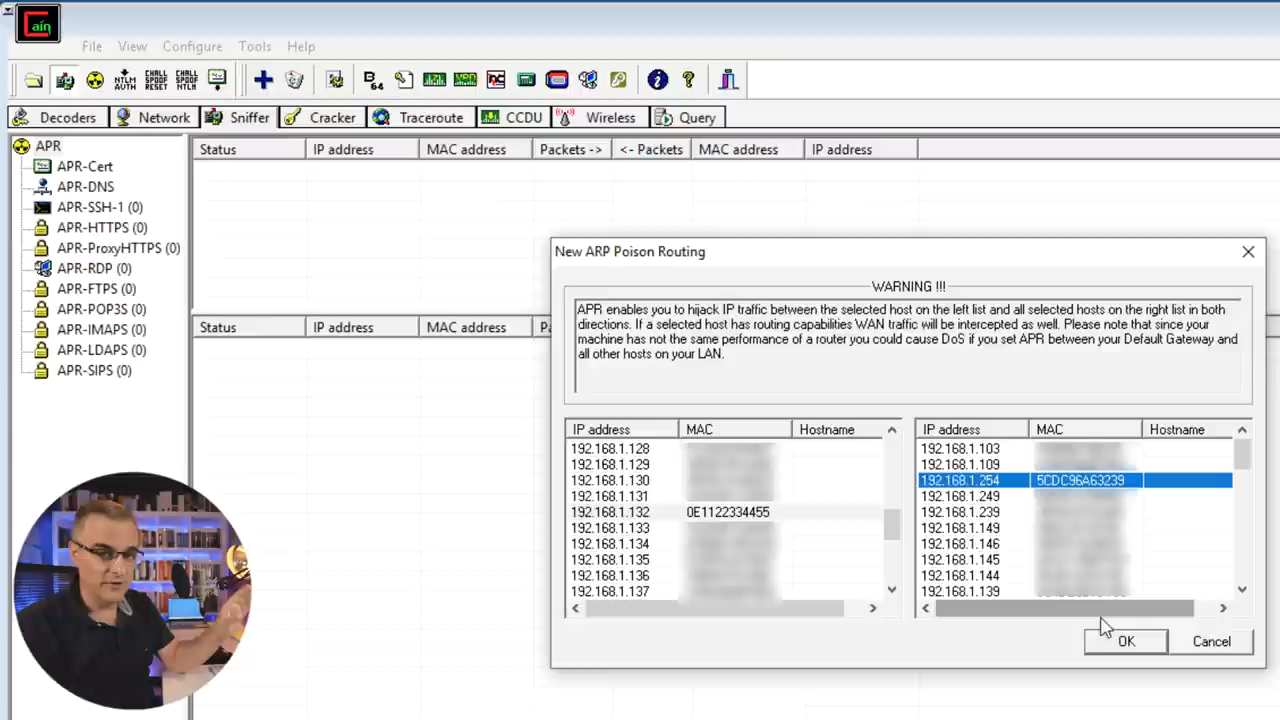 Cain
File View Configure Tools Help
NTLM AUTH CHALL SPOOF RESET CHALL SPOOF NTLM B 64
Decoders Network Sniffer Cracker Traceroute CCDU Wireless Query
APR
APR-Cert
APR-DNS
APR-SSH-1 (0)
APR-HTTPS (0)
APR-ProxyHTTPS (0)
APR-RDP (0)
APR-FTPS (0)
APR-POP3S (0)
APR-IMAPS (0)
APR-LDAPS (0)
APR-SIPS (0)
Status IP address MAC address Packets -> <- Packets MAC address IP address
Status IP address MAC address
New ARP Poison Routing
WARNING !!!
APR enables you to hijack IP traffic between the selected host on the left list and all selected hosts on the right list in both
directions. If a selected host has routing capabilities WAN traffic will be intercepted as well. Please note that since your
machine has not the same performance of a router you could cause DoS if you set APR between your Default Gateway and
all other hosts on your LAN.
IP address MAC Hostname
192.168.1.128
192.168.1.129
192.168.1.130
192.168.1.131
192.168.1.132 0E1122334455
192.168.1.133
192.168.1.134
192.168.1.135
192.168.1.136
192.168.1.137
IP address MAC Hostname
192.168.1.103
192.168.1.109
192.168.1.254 5CDC96A63239
192.168.1.249
192.168.1.239
192.168.1.149
192.168.1.146
192.168.1.145
192.168.1.144
192.168.1.139
OK Cancel